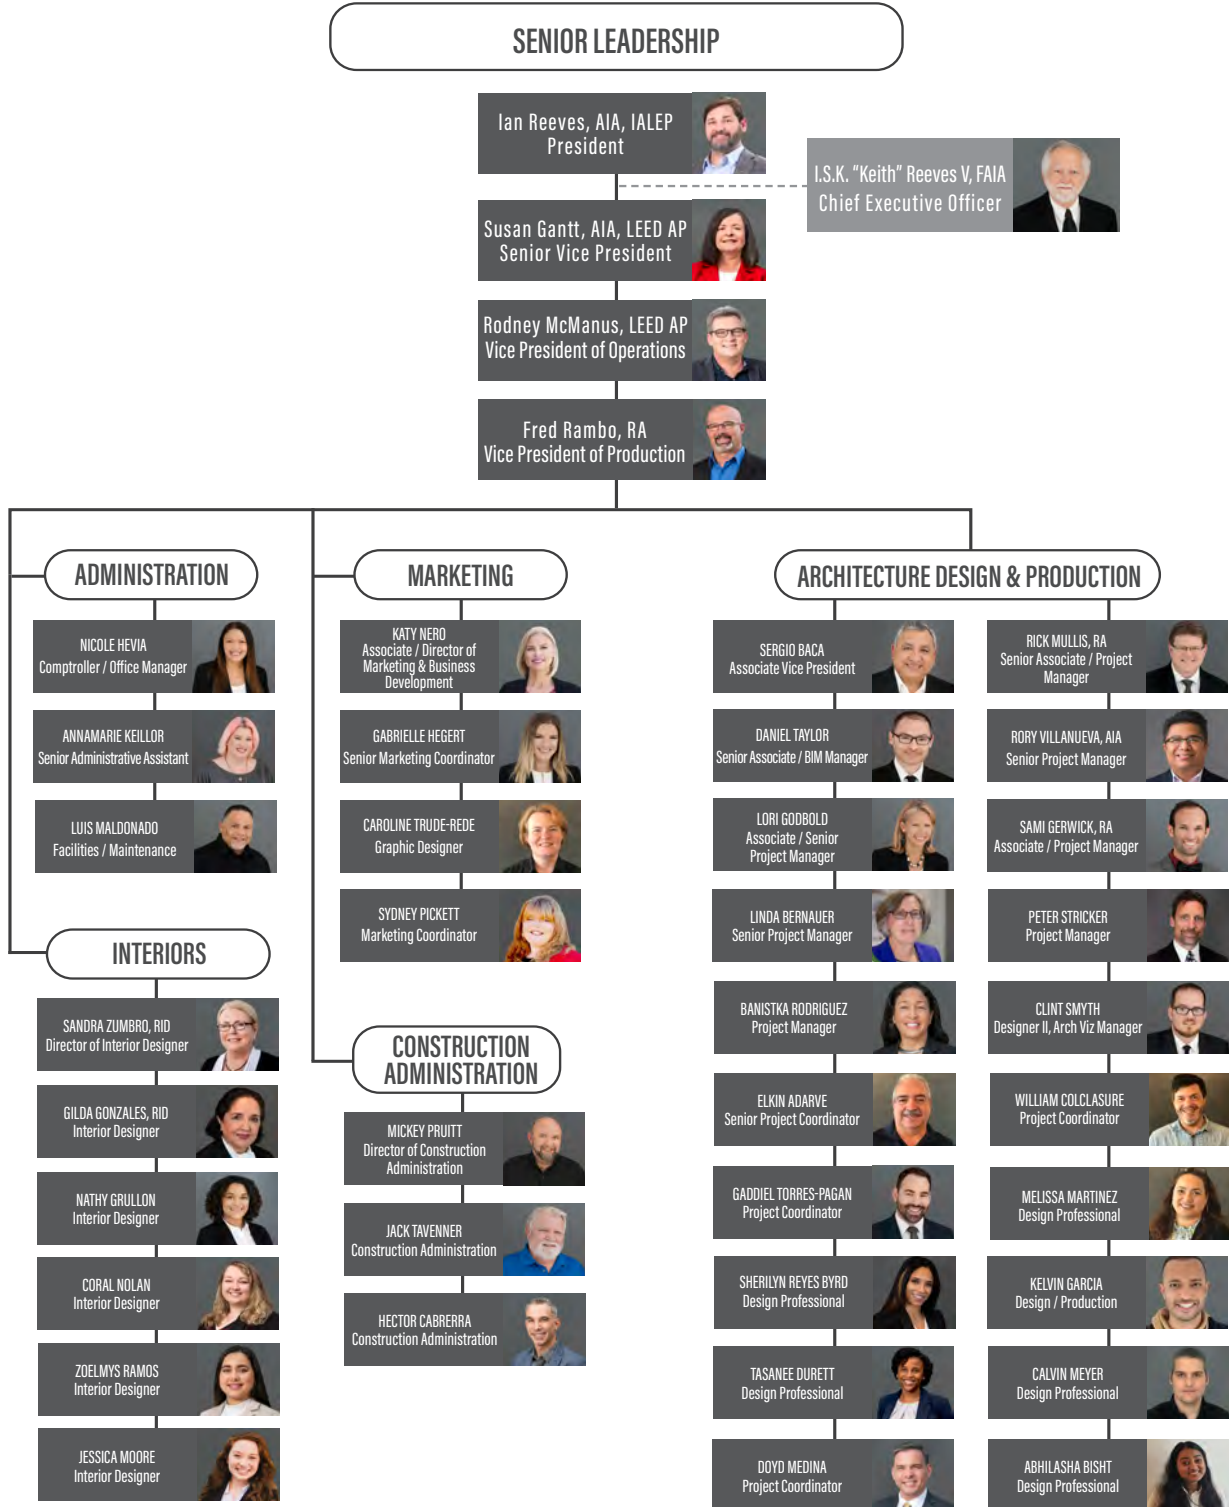 SENIOR LEADERSHIP
Ian Reeves, AIA, IALEP
President
I.S.K. "Keith" Reeves V, FAIA
Chief Executive Officer
Susan Gantt, AIA, LEED AP
Senior Vice President
Rodney McManus, LEED AP
Vice President of Operations
Fred Rambo, RA
Vice President of Production
ADMINISTRATION
NICOLE HEVIA
Comptroller / Office Manager
ANNAMARIE KEILLOR
Senior Administrative Assistant
LUIS MALDONADO
Facilities / Maintenance
INTERIORS
SANDRA ZUMBRO, RID
Director of Interior Designer
GILDA GONZALES, RID
Interior Designer
NATHY GRULLON
Interior Designer
CORAL NOLAN
Interior Designer
ZOELMYS RAMOS
Interior Designer
JESSICA MOORE
Interior Designer
MARKETING
KATY NERO
Associate / Director of
Marketing & Business
Development
GABRIELLE HEGERT
Senior Marketing Coordinator
CAROLINE TRUDE-REDE
Graphic Designer
SYDNEY PICKETT
Marketing Coordinator
CONSTRUCTION
ADMINISTRATION
MICKEY PRUITT
Director of Construction
Administration
JACK TAVENNER
Construction Administration
HECTOR CABRERRA
Construction Administration
ARCHITECTURE DESIGN & PRODUCTION
SERGIO BACA
Associate Vice President
DANIEL TAYLOR
Senior Associate / BIM Manager
LORI GODBOLD
Associate / Senior
Project Manager
LINDA BERNAUER
Senior Project Manager
BANISTKA RODRIGUEZ
Project Manager
ELKIN ADARVE
Senior Project Coordinator
GADDIEL TORRES-PAGAN
Project Coordinator
SHERILYN REYES BYRD
Design Professional
TASANEE DURETT
Design Professional
DOYD MEDINA
Project Coordinator
RICK MULLIS, RA
Senior Associate / Project
Manager
RORY VILLANUEVA, AIA
Senior Project Manager
SAMI GERWICK, RA
Associate / Project Manager
PETER STRICKER
Project Manager
CLINT SMYTH
Designer II, Arch Viz Manager
WILLIAM COLCLASURE
Project Coordinator
MELISSA MARTINEZ
Design Professional
KELVIN GARCIA
Design / Production
CALVIN MEYER
Design Professional
ABHILASHA BISHT
Design Professional